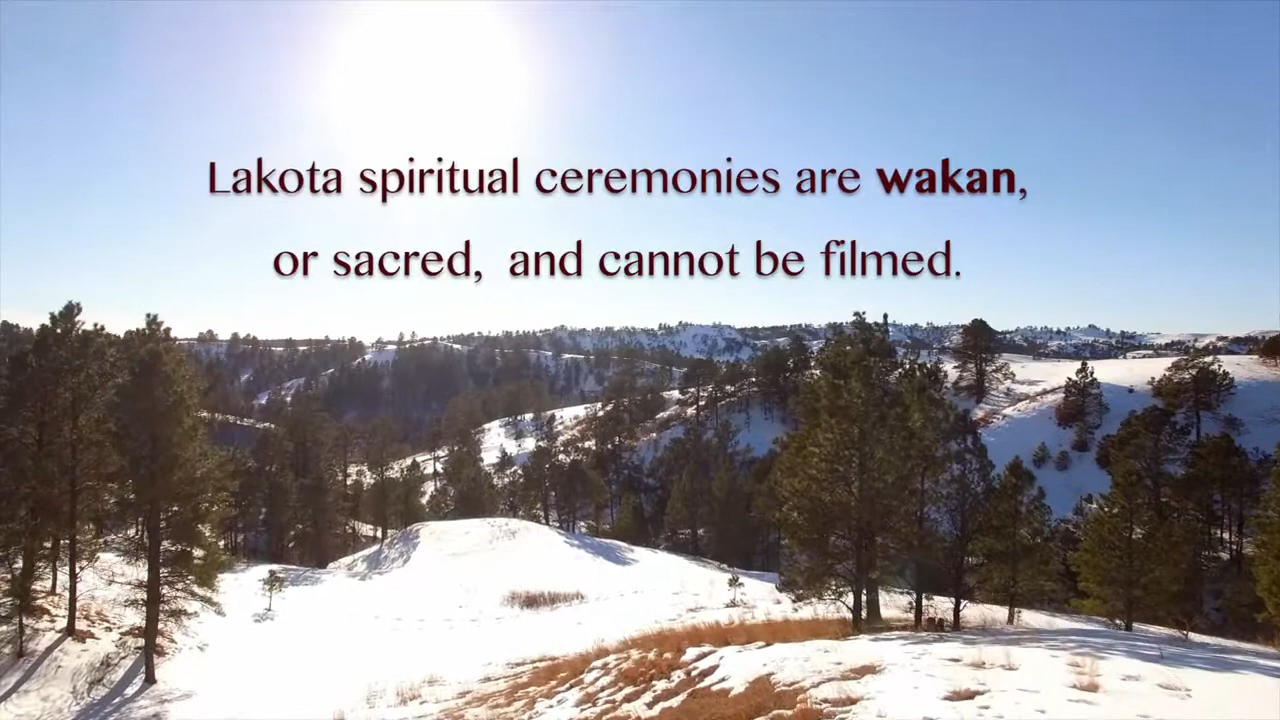 Lakota spiritual ceremonies are wakan,
or sacred, and cannot be filmed.